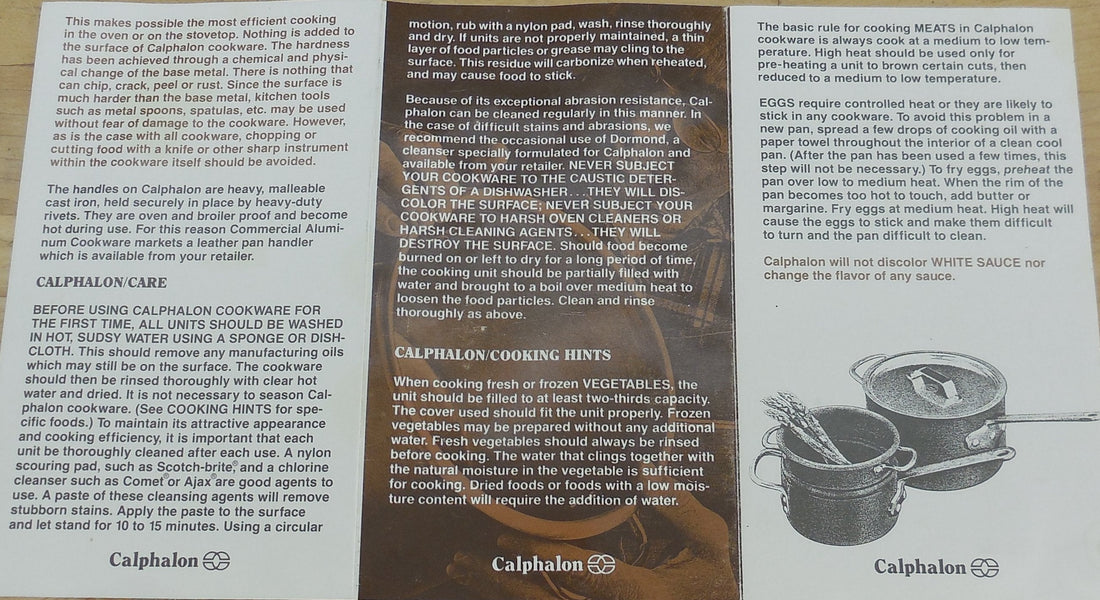 This makes possible the most efficient cooking
in the oven or on the stovetop. Nothing is added to
the surface of Calphalon cookware. The hardness
has been achieved through a chemical and physi-
cal change of the base metal. There is nothing that
can chip, crack, peel or rust. Since the surface is
much harder than the base metal, kitchen tools
such as metal spoons, spatulas, etc. may be used
without fear of damage to the cookware. However,
as is the case with all cookware, chopping or
cutting food with a knife or other sharp instrument
within the cookware itself should be avoided.
The handles on Calphalon are heavy, malleable
cast iron, held securely in place by heavy-duty
rivets. They are oven and broiler proof and become
hot during use. For this reason Commercial Alumi-
num Cookware markets a leather pan handler
which is available from your retailer.
CALPHALON/CARE
BEFORE USING CALPHALON COOKWARE FOR
THE FIRST TIME, ALL UNITS SHOULD BE WASHED
IN HOT, SUDSY WATER USING A SPONGE OR DISH-
CLOTH. This should remove any manufacturing oils
which may still be on the surface. The cookware
should then be rinsed thoroughly with clear hot
water and dried. It is not necessary to season Cal-
phalon cookware. (See COOKING HINTS for spe-
cific foods.) To maintain its attractive appearance
and cooking efficiency, it is important that each
unit be thoroughly cleaned after each use. A nylon
scouring pad, such as Scotch-brite® and a chlorine
cleanser such as Comet® or Ajax® are good agents to
use. A paste of these cleansing agents will remove
stubborn stains. Apply the paste to the surface
and let stand for 10 to 15 minutes. Using a circular
Calphalon
motion, rub with a nylon pad, wash, rinse thoroughly
and dry. If units are not properly maintained, a thin
layer of food particles or grease may cling to the
surface. This residue will carbonize when reheated,
and may cause food to stick.
Because of its exceptional abrasion resistance, Cal-
phalon can be cleaned regularly in this manner. In
the case of difficult stains and abrasions, we
recommend the occasional use of Dormond, a
cleanser specially formulated for Calphalon and
available from your retailer. NEVER SUBJECT
YOUR COOKWARE TO THE CAUSTIC DETER-
GENTS OF A DISHWASHER...THEY WILL DIS-
COLOR THE SURFACE; NEVER SUBJECT YOUR
COOKWARE TO HARSH OVEN CLEANERS OR
HARSH CLEANING AGENTS...THEY WILL
DESTROY THE SURFACE. Should food become
burned on or left to dry for a long period of time,
the cooking unit should be partially filled with
water and brought to a boil over medium heat to
loosen the food particles. Clean and rinse
thoroughly as above.
CALPHALON/COOKING HINTS
When cooking fresh or frozen VEGETABLES, the
unit should be filled to at least two-thirds capacity.
The cover used should fit the unit properly. Frozen
vegetables may be prepared without any additional
water. Fresh vegetables should always be rinsed
before cooking. The water that clings together with
the natural moisture in the vegetable is sufficient
for cooking. Dried foods or foods with a low mois-
ture content will require the addition of water.
Calphalon
The basic rule for cooking MEATS in Calphalon
cookware is always cook at a medium to low tem-
perature. High heat should be used only for
pre-heating a unit to brown certain cuts, then
reduced to a medium to low temperature.
EGGS require controlled heat or they are likely to
stick in any cookware. To avoid this problem in a
new pan, spread a few drops of cooking oil with a
paper towel throughout the interior of a clean cool
pan. (After the pan has been used a few times, this
step will not be necessary.) To fry eggs, preheat the
pan over low to medium heat. When the rim of the
pan becomes too hot to touch, add butter or
margarine. Fry eggs at medium heat. High heat will
cause the eggs to stick and make them difficult
to turn and the pan difficult to clean.
Calphalon will not discolor WHITE SAUCE nor
change the flavor of any sauce.
Calphalon